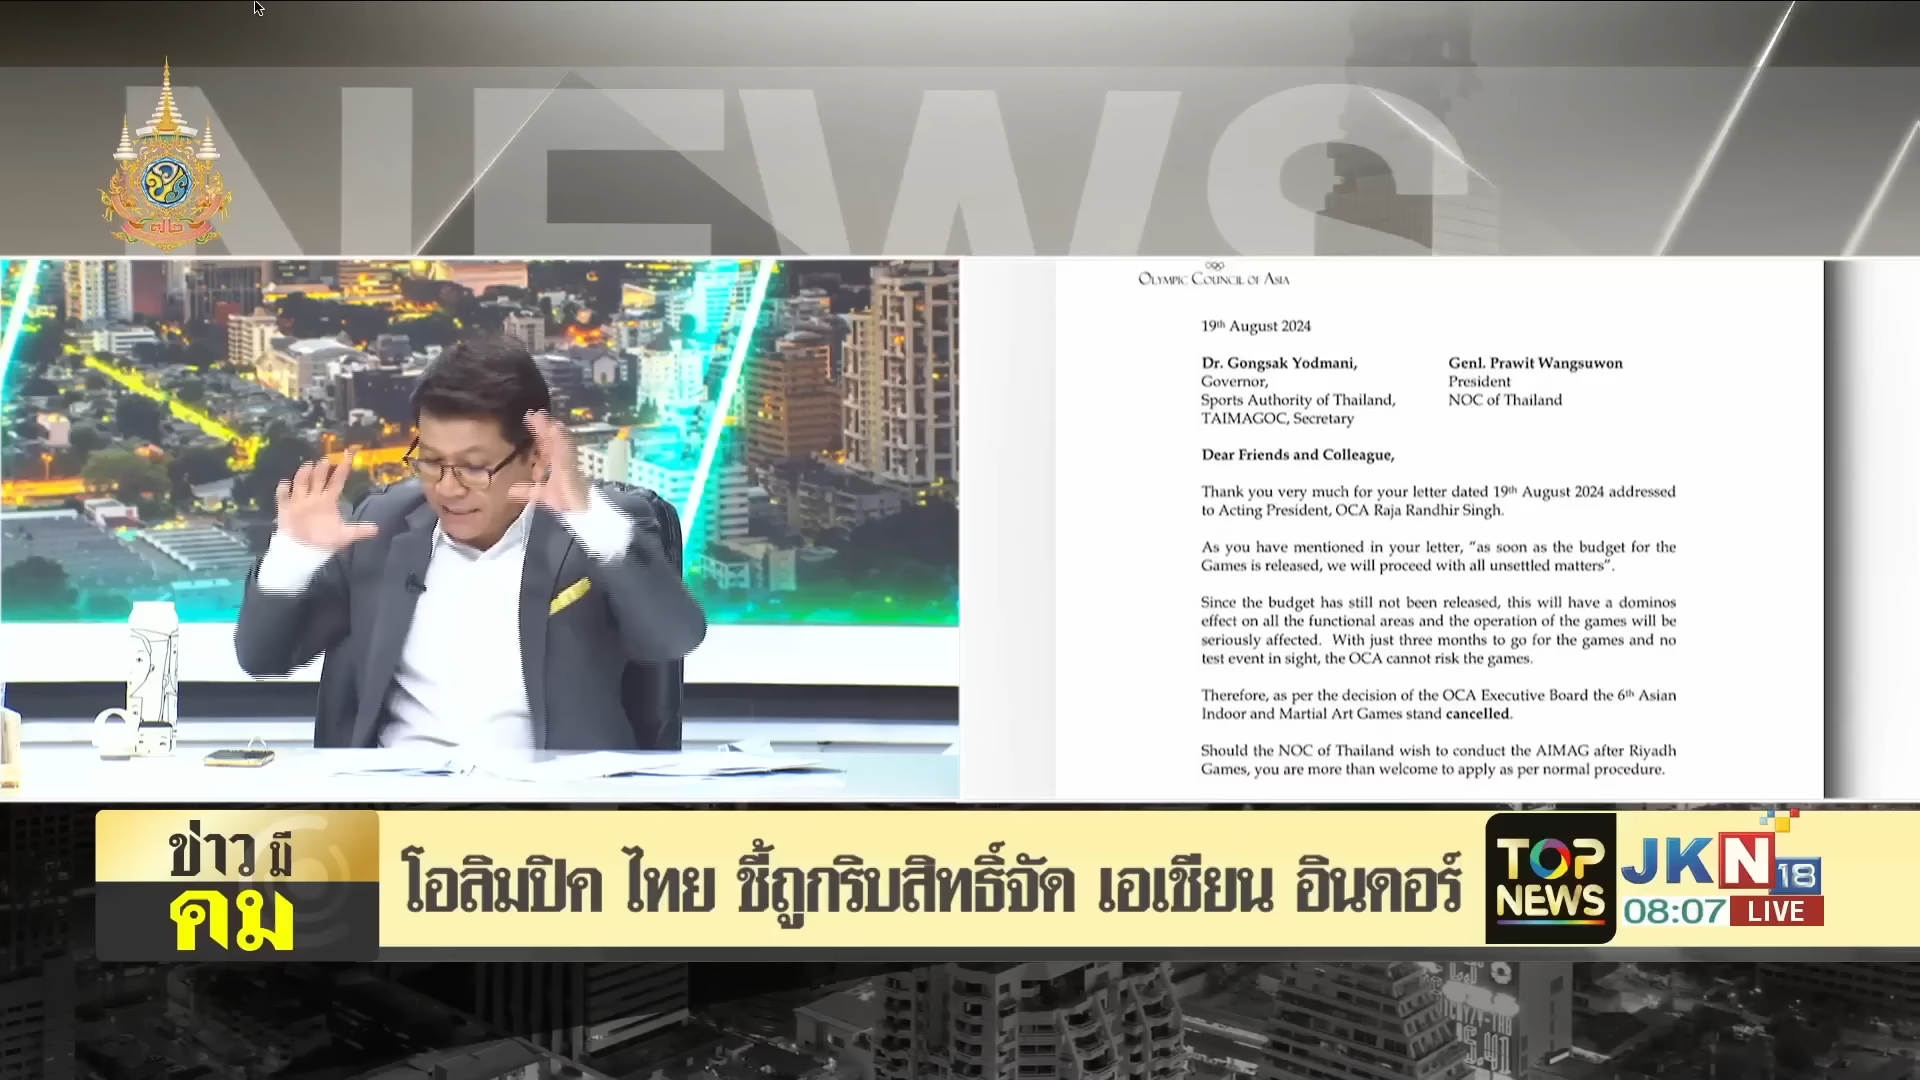 NEWS
๗๒
OLYMPIC COUNCIL OF ASIA
19th August 2024
Dr. Gongsak Yodmani,
Governor,
Sports Authority of Thailand,
TAIMAGOC, Secretary
Genl. Prawit Wangsuwon
President
NOC of Thailand
Dear Friends and Colleague,
Thank you very much for your letter dated 19th August 2024 addressed
to Acting President, OCA Raja Randhir Singh.
As you have mentioned in your letter, "as soon as the budget for the
Games is released, we will proceed with all unsettled matters".
Since the budget has still not been released, this will have a dominos
effect on all the functional areas and the operation of the games will be
seriously affected. With just three months to go for the games and no
test event in sight, the OCA cannot risk the games.
Therefore, as per the decision of the OCA Executive Board the 6th Asian
Indoor and Martial Art Games stand cancelled.
Should the NOC of Thailand wish to conduct the AIMAG after Riyadh
Games, you are more than welcome to apply as per normal procedure.
ข่าว มี
คม
โอลิมปิค ไทย ชี้ถูกริบสิทธิ์จัด เอเชียน อินดอร์
TOP
NEWS
JKN18
08:07 LIVE